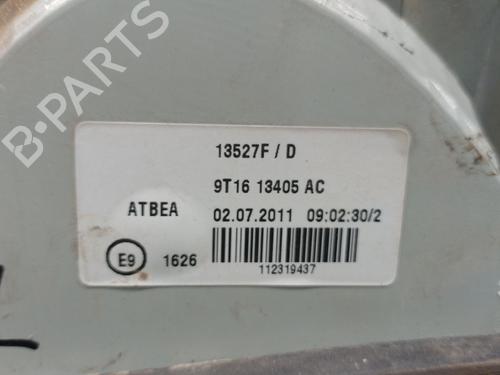 B-PARTS
13527F / D
9T16 13405 AC
ATBEA 02.07.2011 09:02:30/2
E9 1626
112319437